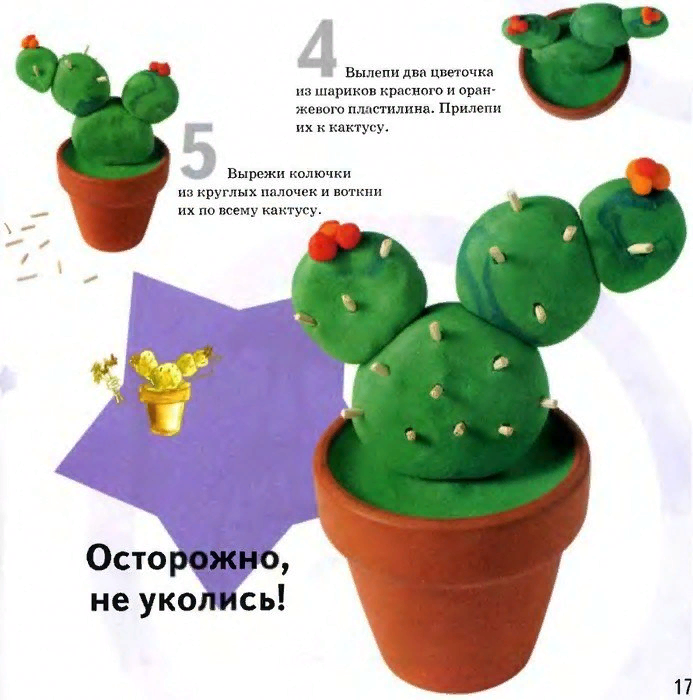 4
Вылепи два цветочка
из шариков красного и оран-
жевого пластилина. Прилепи
их к кактусу.
5
Вырежи колючки
из круглых палочек и воткни
их по всему кактусу.
Осторожно,
не уколись!
17